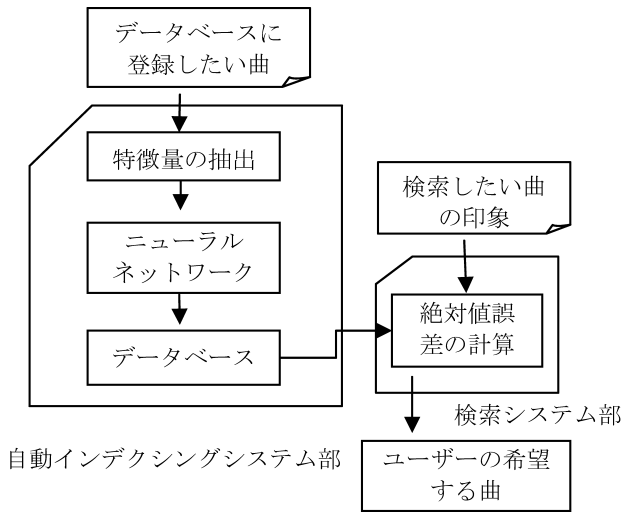 データベースに
登録したい曲
特徴量の抽出
ニューラル
ネットワーク
データベース
自動インデクシングシステム部
検索したい曲
の印象
絶対値誤
差の計算
検索システム部
ユーザーの希望
する曲